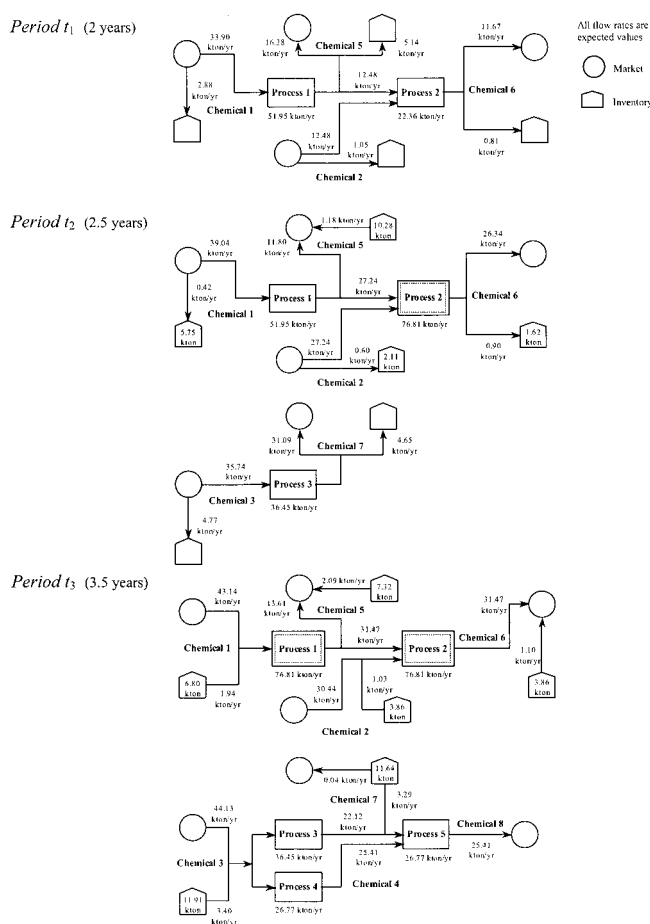 Period t1 (2 years)
33.90
kton/yr
2.88
kton/yr
Chemical 1
Process 1
51.95 kton/yr
16.28
kton/yr
Chemical 5
5.14
kton/yr
12.48
kton/yr
Process 2
22.36 kton/yr
12.48
kton/yr
1.05
kton/yr
Chemical 2
11.67
kton/yr
Chemical 6
0.81
kton/yr
All flow rates are
expected values
Market
Inventory
Period t2 (2.5 years)
39.04
kton/yr
0.42
kton/yr
5.75
kton
Chemical 1
Process 1
51.95 kton/yr
1.18 kton/yr
10.28
kton
11.80
kton/yr
Chemical 5
27.24
kton/yr
Process 2
76.81 kton/yr
27.24
kton/yr
0.60
kton/yr
2.11
kton
Chemical 2
26.34
kton/yr
Chemical 6
0.90
kton/yr
1.62
kton
31.09
kton/yr
Chemical 7
4.65
kton/yr
35.74
kton/yr
Chemical 3
Process 3
36.45 kton/yr
4.77
kton/yr
Period t3 (3.5 years)
43.14
kton/yr
Chemical 1
6.80
kton
1.94
kton/yr
Process 1
76.81 kton/yr
2.09 kton/yr
7.32
kton
13.61
kton/yr
Chemical 5
31.47
kton/yr
Process 2
76.81 kton/yr
30.44
kton/yr
1.03
kton/yr
3.86
kton
Chemical 2
31.47
kton/yr
Chemical 6
1.10
kton/yr
3.86
kton
0.04 kton/yr
11.64
kton
Chemical 7
3.29
kton/yr
44.13
kton/yr
Chemical 3
11.91
kton
3.40
kton/yr
Process 3
36.45 kton/yr
22.12
kton/yr
Process 4
26.77 kton/yr
25.41
kton/yr
Chemical 4
Process 5
26.77 kton/yr
Chemical 8
25.41
kton/yr